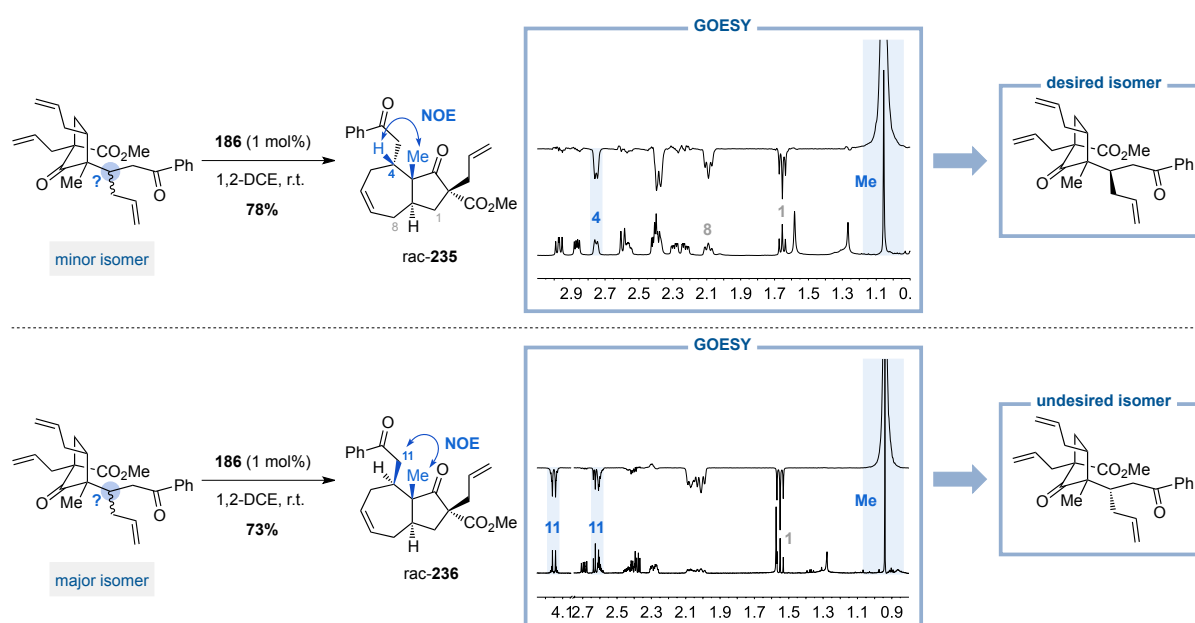 GOESY
desired isomer
CO2Me
Ph
O
O
Me
?
186 (1 mol%)
1,2-DCE, r.t.
78%
O
Ph
NOE
H
Me
O
4
CO2Me
H
1
8
rac-235
minor isomer
4
8
1
Me
2.9 2.7 2.5 2.3 2.1 1.9 1.7 1.5 1.3 1.1 0.
CO2Me
Ph
O
Me
O
GOESY
undesired isomer
CO2Me
Ph
O
Me
?
O
186 (1 mol%)
1,2-DCE, r.t.
73%
O
Ph
11
NOE
H
Me
O
CO2Me
H
rac-236
major isomer
11
11
1
Me
4.1 2.7 2.5 2.3 2.1 1.9 1.7 1.5 1.3 1.1 0.9
CO2Me
Ph
O
Me
O